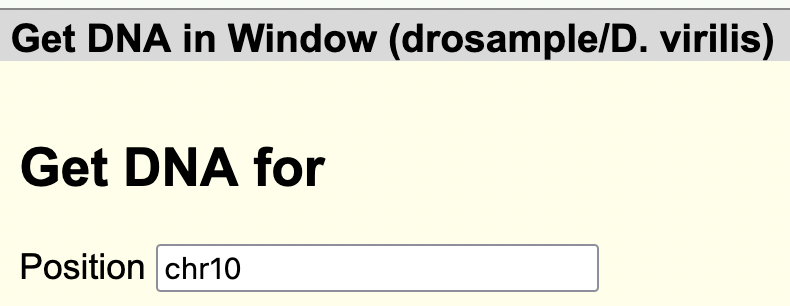 Get DNA in Window (drosample/D. virilis)
Get DNA for
Position chr10